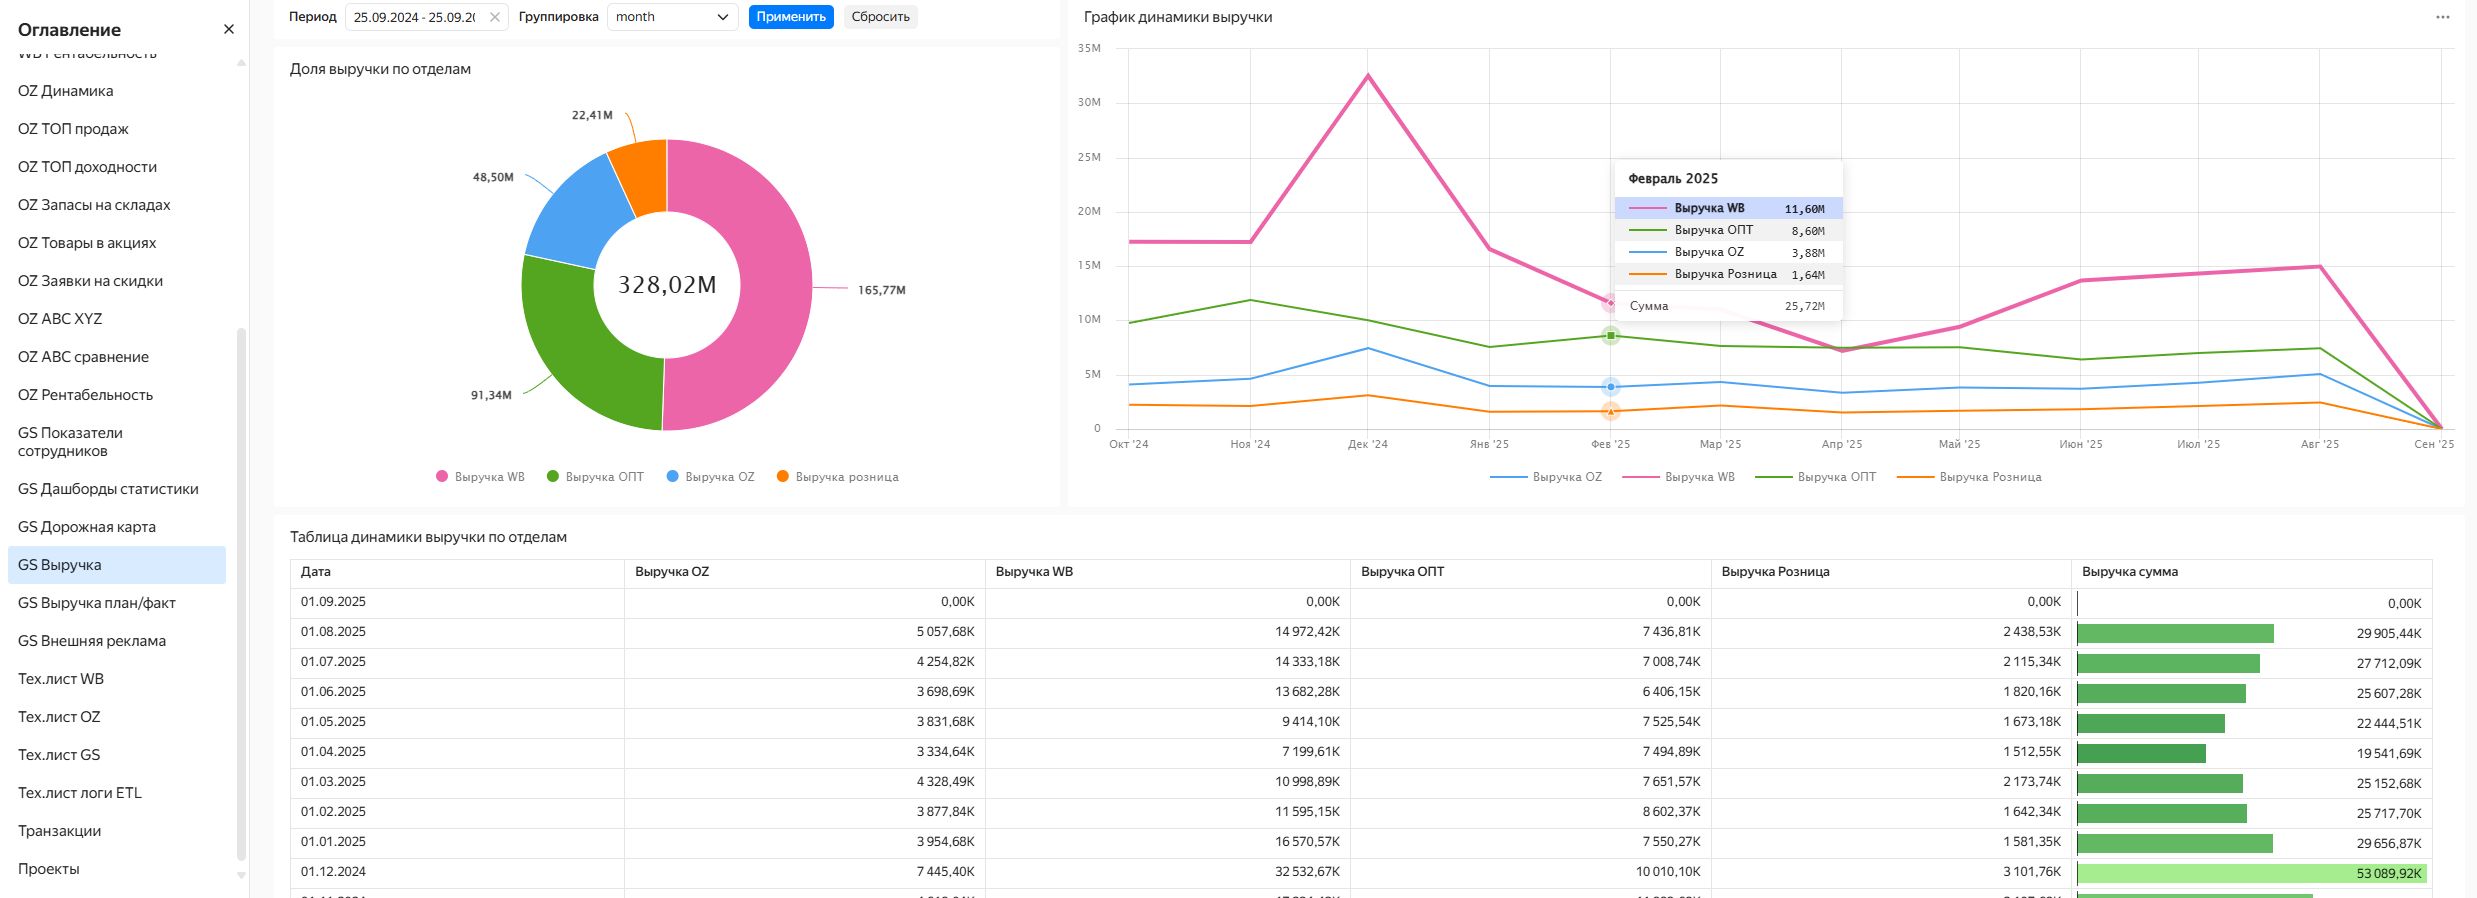 Оглавление
WB Рентабельность
OZ Динамика
OZ ТОП продаж
OZ ТОП доходности
OZ Запасы на складах
OZ Товары в акциях
OZ Заявки на скидки
OZ ABC XYZ
OZ ABC сравнение
OZ Рентабельность
GS Показатели
сотрудников
GS Дашборды статистики
GS Дорожная карта
GS Выручка
GS Выручка план/факт
GS Внешняя реклама
Тех.лист WB
Тех.лист OZ
Тех.лист GS
Тех.лист логи ETL
Транзакции
Проекты
Период 25.09.2024 - 25.09.20 Группировка month Применить Сбросить
Доля выручки по отделам
22,41M
48,50M
328,02M
165,77M
91,34M
Выручка WB Выручка ОПТ Выручка OZ Выручка розница
График динамики выручки
35M
30M
25M
20M
15M
10M
5M
0
Февраль 2025
Выручка WB 11,60M
Выручка ОПТ 8,60M
Выручка OZ 3,88M
Выручка Розница 1,64M
Сумма 25,72M
Окт '24 Ноя '24 Дек '24 Янв '25 Фев '25 Мар '25 Апр '25 Май '25 Июн '25 Июл '25 Авг '25 Сен '25
Выручка OZ Выручка WB Выручка ОПТ Выручка Розница
Таблица динамики выручки по отделам
Дата Выручка OZ Выручка WB Выручка ОПТ Выручка Розница Выручка сумма
01.09.2025 0,00K 0,00K 0,00K 0,00K 0,00K
01.08.2025 5 057,68K 14 972,42K 7 436,81K 2 438,53K 29 905,44K
01.07.2025 4 254,82K 14 333,18K 7 008,74K 2 115,34K 27 712,09K
01.06.2025 3 698,69K 13 682,28K 6 406,15K 1 820,16K 25 607,28K
01.05.2025 3 831,68K 9 414,10K 7 525,54K 1 673,18K 22 444,51K
01.04.2025 3 334,64K 7 199,61K 7 494,89K 1 512,55K 19 541,69K
01.03.2025 4 328,49K 10 998,89K 7 651,57K 2 173,74K 25 152,68K
01.02.2025 3 877,84K 11 595,15K 8 602,37K 1 642,34K 25 717,70K
01.01.2025 3 954,68K 16 570,57K 7 550,27K 1 581,35K 29 656,87K
01.12.2024 7 445,40K 32 532,67K 10 010,10K 3 101,76K 53 089,92K